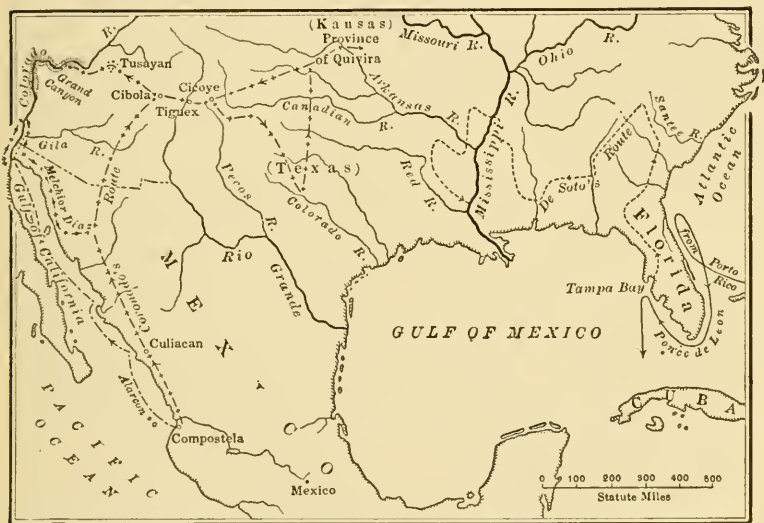 (Kansas)
Province
of Quivira
Missouri R.
Ohio R.
Colorado R.
Grand
Canyon
Tusayan
Cibola
Cicuye
Tiguex
Arkansas R.
Canadian R.
Mississippi R.
Santee R.
Route
De Soto's
Atlantic
Ocean
Gila R.
Pecos R.
(Texas)
Red R.
Colorado R.
Melchior Diaz
Route
Coronado's
Gulf of California
Rio Grande
MEXICO
Florida
from
Porto
Rico
Tampa Bay
Ponce de Leon
GULF OF MEXICO
Culiacan
Alarcon
PACIFIC
OCEAN
Compostela
Mexico
CUBA
0 100 200 300 400 500
Statute Miles